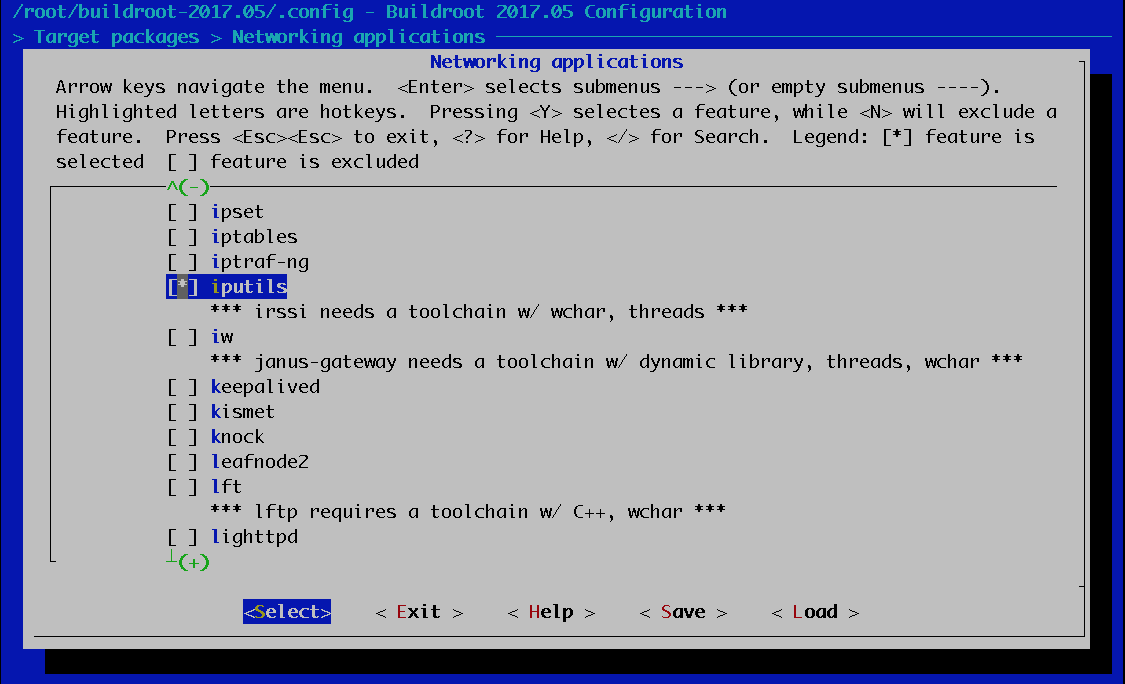 /root/buildroot-2017.05/.config - Buildroot 2017.05 Configuration
> Target packages > Networking applications
Networking applications
Arrow keys navigate the menu.  <Enter> selects submenus ---> (or empty submenus ----).
Highlighted letters are hotkeys.  Pressing <Y> selectes a feature, while <N> will exclude a
feature.  Press <Esc><Esc> to exit, <?> for Help, </> for Search.  Legend: [*] feature is
selected  [ ] feature is excluded
^(-)
[ ] ipset
[ ] iptables
[ ] iptraf-ng
[*] iputils
*** irssi needs a toolchain w/ wchar, threads ***
[ ] iw
*** janus-gateway needs a toolchain w/ dynamic library, threads, wchar ***
[ ] keepalived
[ ] kismet
[ ] knock
[ ] leafnode2
[ ] lft
*** lftp requires a toolchain w/ C++, wchar ***
[ ] lighttpd
┴(+)
<Select>    < Exit >    < Help >    < Save >    < Load >